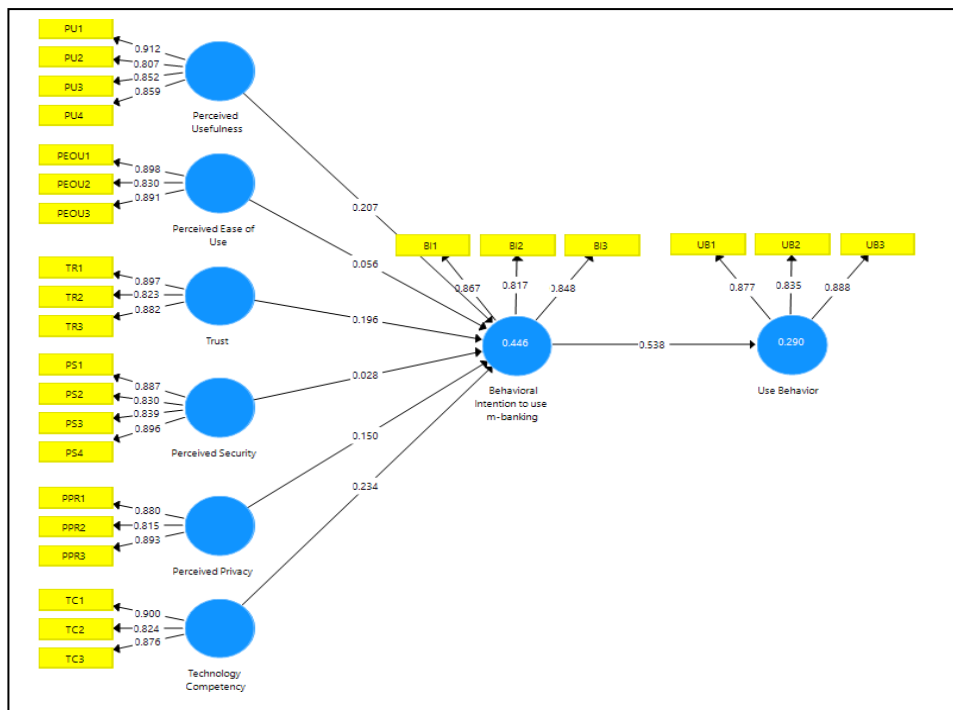 PU1
0.912
PU2
0.807
PU3
0.852
0.859
PU4
Perceived
Usefulness
PEOU1
0.898
PEOU2
0.830
PEOU3
0.891
Perceived Ease of
Use
TR1
0.897
TR2
0.823
TR3
0.882
Trust
PS1
0.887
PS2
0.830
PS3
0.839
0.896
PS4
Perceived Security
PPR1
0.880
PPR2
0.815
PPR3
0.893
Perceived Privacy
TC1
0.900
TC2
0.824
TC3
0.876
Technology
Competency
0.207
0.056
0.196
0.028
0.150
0.234
BI1
BI2
BI3
0.867
0.817
0.848
0.446
Behavioral
Intention to use
m-banking
0.538
UB1
UB2
UB3
0.877
0.835
0.888
0.290
Use Behavior